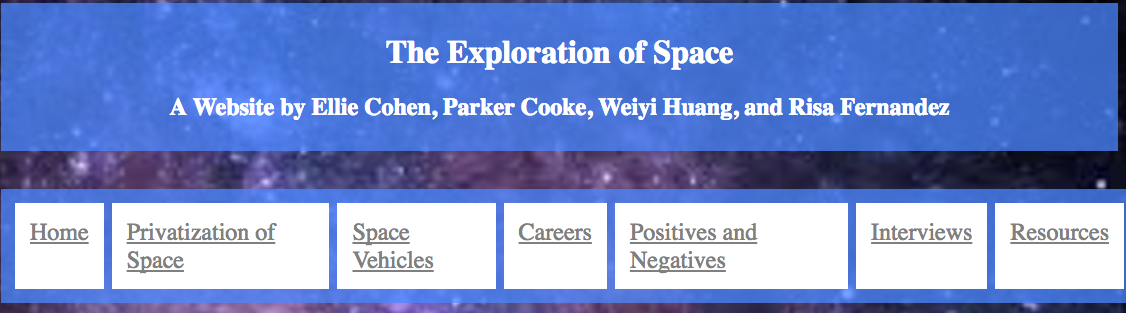 The Exploration of Space
A Website by Ellie Cohen, Parker Cooke, Weiyi Huang, and Risa Fernandez
Home
Privatization of
Space
Space
Vehicles
Careers
Positives and
Negatives
Interviews
Resources